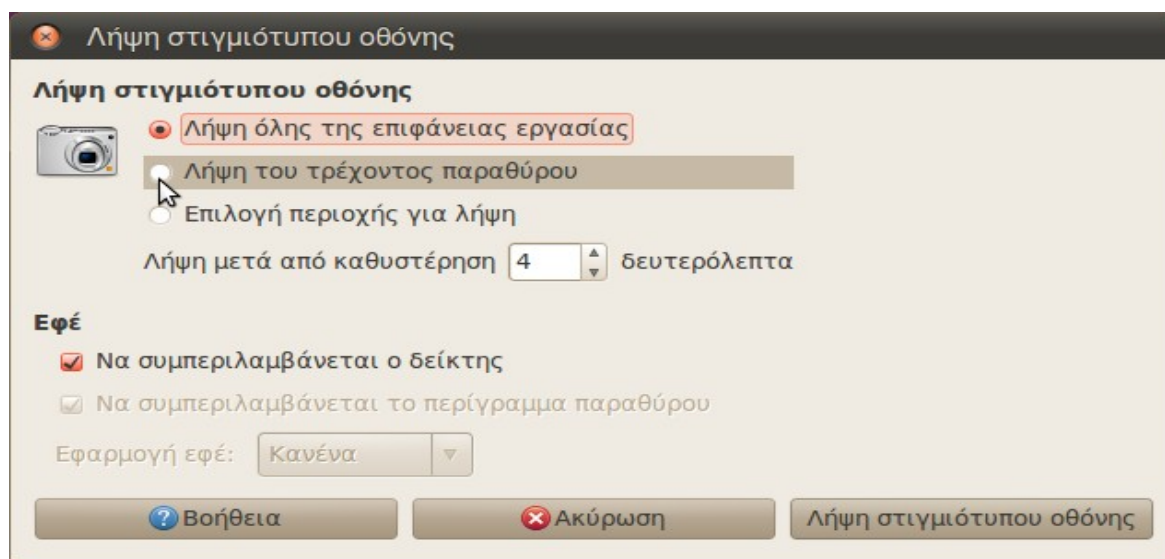 Λήψη στιγμιότυπου οθόνης
Λήψη στιγμιότυπου οθόνης
Λήψη όλης της επιφάνειας εργασίας
Λήψη του τρέχοντος παραθύρου
Επιλογή περιοχής για λήψη
Λήψη μετά από καθυστέρηση 4 δευτερόλεπτα
Εφέ
Να συμπεριλαμβάνεται ο δείκτης
Να συμπεριλαμβάνεται το περίγραμμα παραθύρου
Εφαρμογή εφέ: Κανένα
Βοήθεια Ακύρωση Λήψη στιγμιότυπου οθόνης